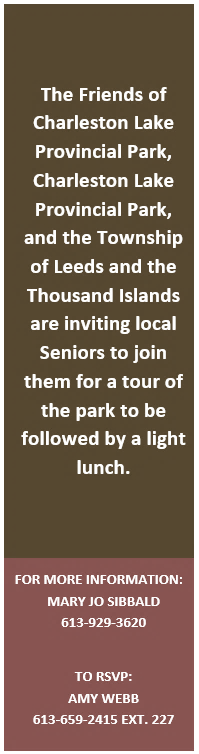 The Friends of
Charleston Lake
Provincial Park,
Charleston Lake
Provincial Park,
and the Township
of Leeds and the
Thousand Islands
are inviting local
Seniors to join
them for a tour of
the park to be
followed by a light
lunch.
FOR MORE INFORMATION:
MARY JO SIBBALD
613-929-3620
TO RSVP:
AMY WEBB
613-659-2415 EXT. 227